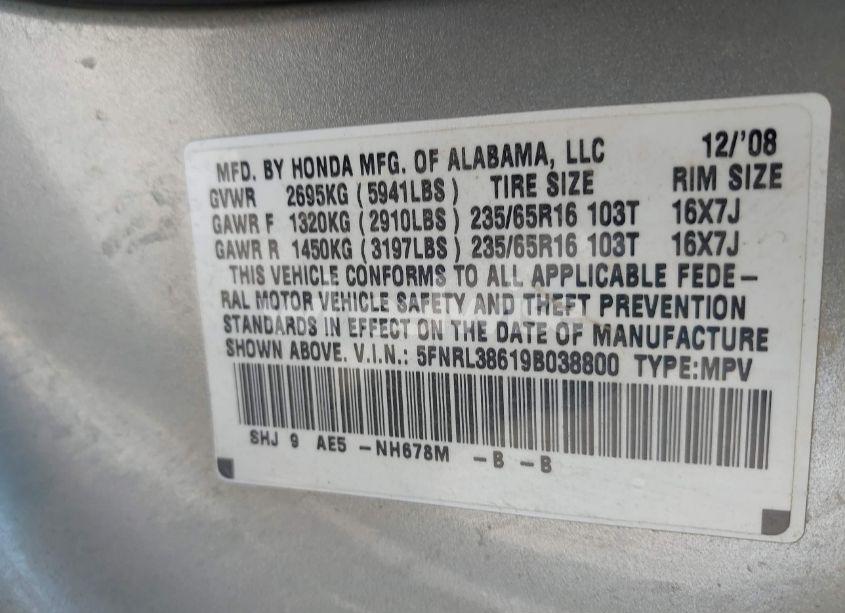 MFD. BY HONDA MFG. OF ALABAMA, LLC 12/'08
GVWR 2695KG ( 5941LBS ) TIRE SIZE RIM SIZE
GAWR F 1320KG ( 2910LBS ) 235/65R16 103T 16X7J
GAWR R 1450KG ( 3197LBS ) 235/65R16 103T 16X7J
THIS VEHICLE CONFORMS TO ALL APPLICABLE FEDE-
RAL MOTOR VEHICLE SAFETY AND THEFT PREVENTION
STANDARDS IN EFFECT ON THE DATE OF MANUFACTURE
SHOWN ABOVE. V.I.N.: 5FNRL38619B038800 TYPE:MPV
SHJ 9 AE5 -NH678M -B -B